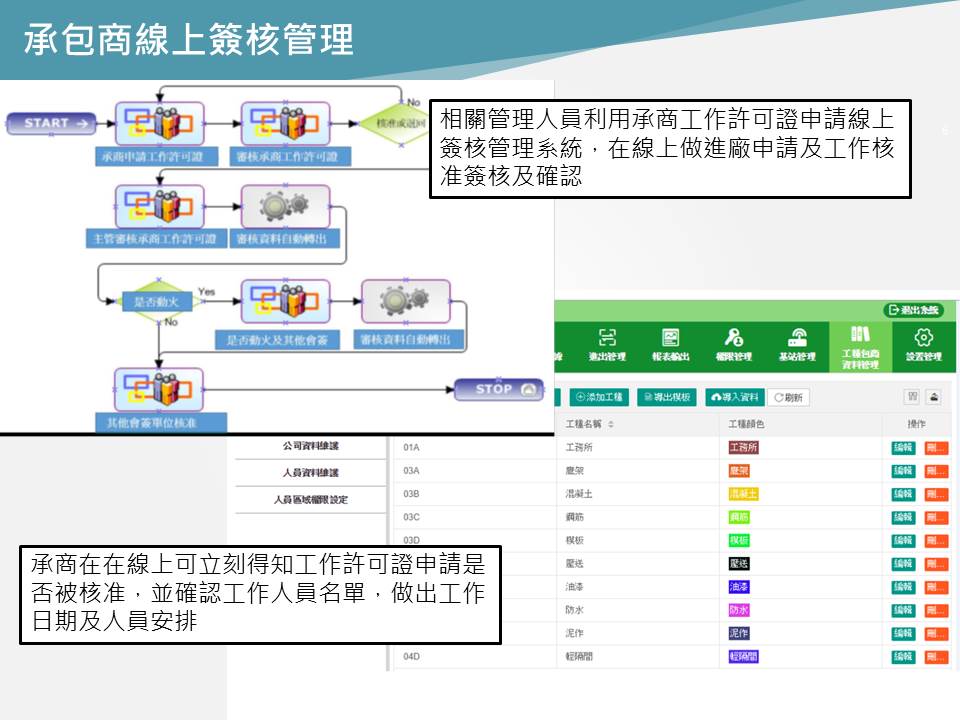 承包商線上簽核管理
6
START
No
核准或退回
承商申請工作許可證
審核承商工作許可證
相關管理人員利用承商工作許可證申請線上
簽核管理系統，在線上做進廠申請及工作核
准簽核及確認
主管審核承商工作許可證
審核資料自動轉出
是否動火
Yes
No
是否動火及其他會簽
審核資料自動轉出
其他會簽單位核准
STOP
退出系統
進出管理
報表輸出
權限管理
基站管理
工種包商
資料管理
設置管理
添加工種
導出模板
導入資料
刷新
工種名稱
工種顏色
操作
公司資料維護
人員資料維護
人員區域權限設定
01A 工務所 工務所 編輯 刪...
03A 鷹架 鷹架 編輯 刪...
03B 混凝土 混凝土 編輯 刪...
03C 鋼筋 鋼筋 編輯 刪...
03D 模板 模板 編輯 刪...
壓送 壓送 編輯 刪...
油漆 油漆 編輯 刪...
防水 防水 編輯 刪...
泥作 泥作 編輯 刪...
04D 輕隔間 輕隔間 編輯 刪...
承商在在線上可立刻得知工作許可證申請是
否被核准，並確認工作人員名單，做出工作
日期及人員安排